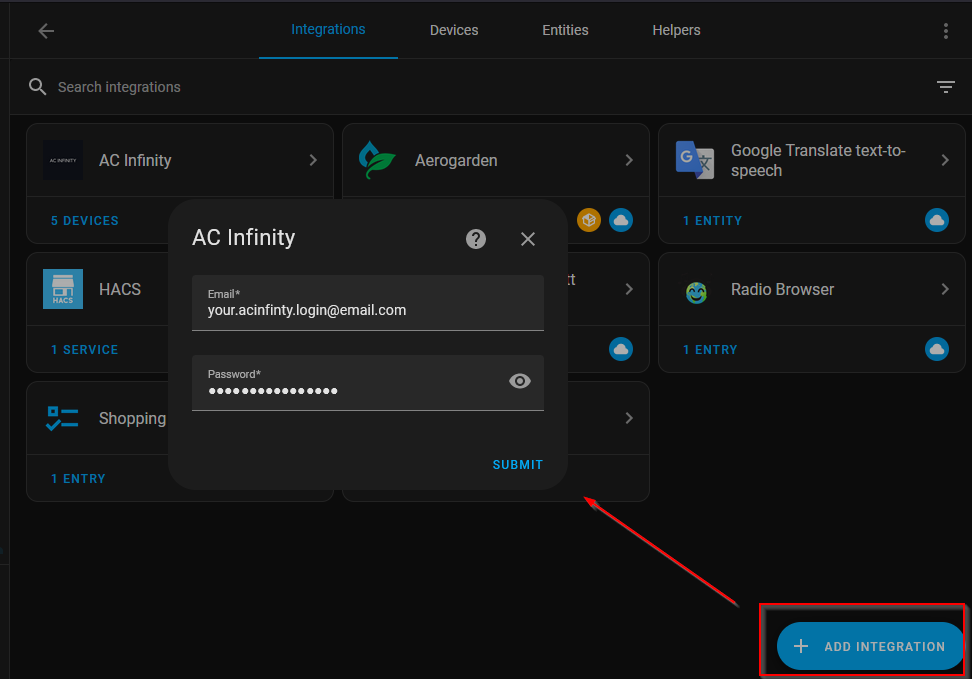 Integrations
Devices
Entities
Helpers
Search integrations
AC INFINITY
AC Infinity
Aerogarden
G
Google Translate text-to-
speech
5 DEVICES
1 ENTITY
AC Infinity
?
HACS
HACS
tt
Radio Browser
Email*
your.acinfinty.login@email.com
1 SERVICE
1 ENTRY
Password*
••••••••••••••••
Shopping
1 ENTRY
SUBMIT
+ ADD INTEGRATION